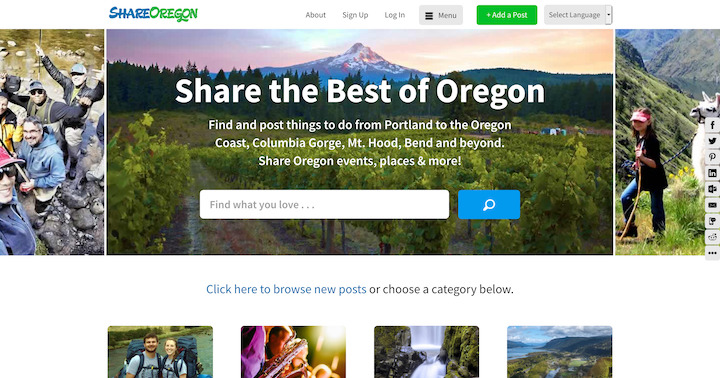 SHAREOREGON
About
Sign Up
Log In
Menu
+ Add a Post
Select Language
Share the Best of Oregon
Find and post things to do from Portland to the Oregon
Coast, Columbia Gorge, Mt. Hood, Bend and beyond.
Share Oregon events, places & more!
Find what you love . . .
Click here to browse new posts or choose a category below.